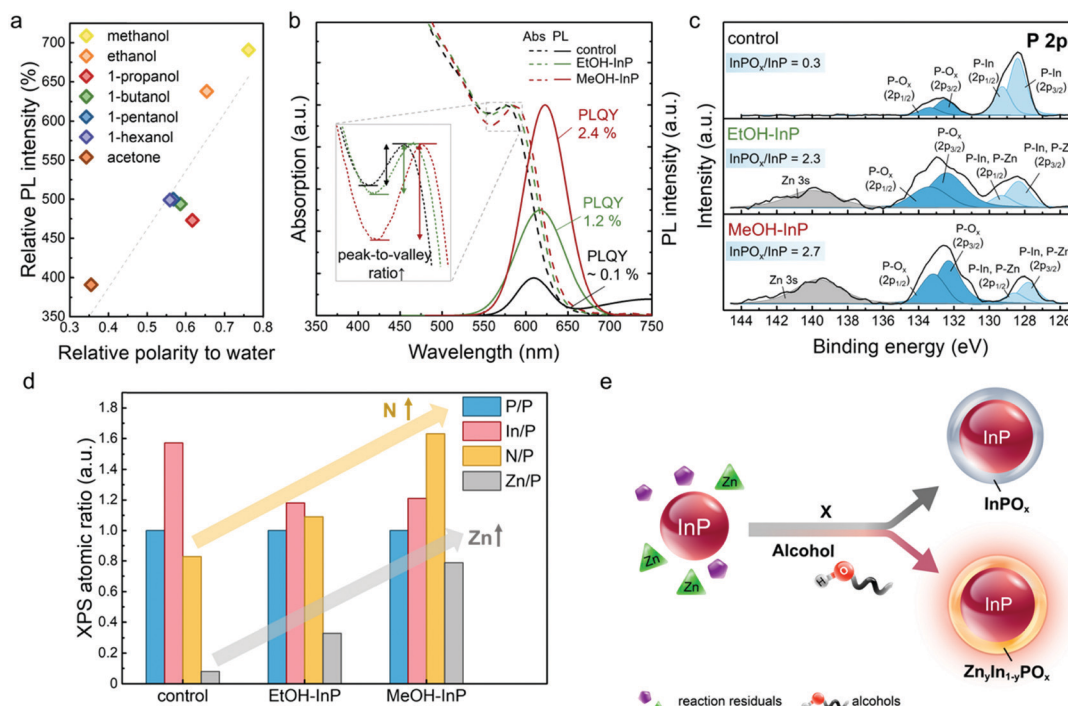 a
Relative PL intensity (%)
700
650
600
550
500
450
400
350
methanol
ethanol
1-propanol
1-butanol
1-pentanol
1-hexanol
acetone
0.3 0.4 0.5 0.6 0.7 0.8
Relative polarity to water
b
Absorption (a.u.)
Abs PL
control
EtOH-InP
MeOH-InP
PLQY
2.4 %
PLQY
1.2 %
PLQY
~ 0.1 %
peak-to-valley
ratio↑
350 400 450 500 550 600 650 700 750
Wavelength (nm)
PL intensity (a.u.)
c
Intensity (a.u.)
control
P 2p
InPOx/InP = 0.3
P-Ox
(2p1/2)
P-Ox
(2p3/2)
P-In
(2p1/2)
P-In
(2p3/2)
EtOH-InP
InPOx/InP = 2.3
Zn 3s
P-Ox
(2p1/2)
P-Ox
(2p3/2)
P-In, P-Zn
(2p1/2)
P-In, P-Zn
(2p3/2)
MeOH-InP
InPOx/InP = 2.7
Zn 3s
P-Ox
(2p1/2)
P-Ox
(2p3/2)
P-In, P-Zn
(2p1/2)
P-In, P-Zn
(2p3/2)
144 140 136 134 132 130 128 126
Binding energy (eV)
d
XPS atomic ratio (a.u.)
1.8
1.6
1.4
1.2
1.0
0.8
0.6
0.4
0.2
0.0
N↑
Zn↑
P/P
In/P
N/P
Zn/P
control EtOH-InP MeOH-InP
e
Zn
InP
Zn
Zn
X
Alcohol
H O
InP
InPOx
InP
ZnyIn1-yPOx
Zn reaction residuals
H O alcohols